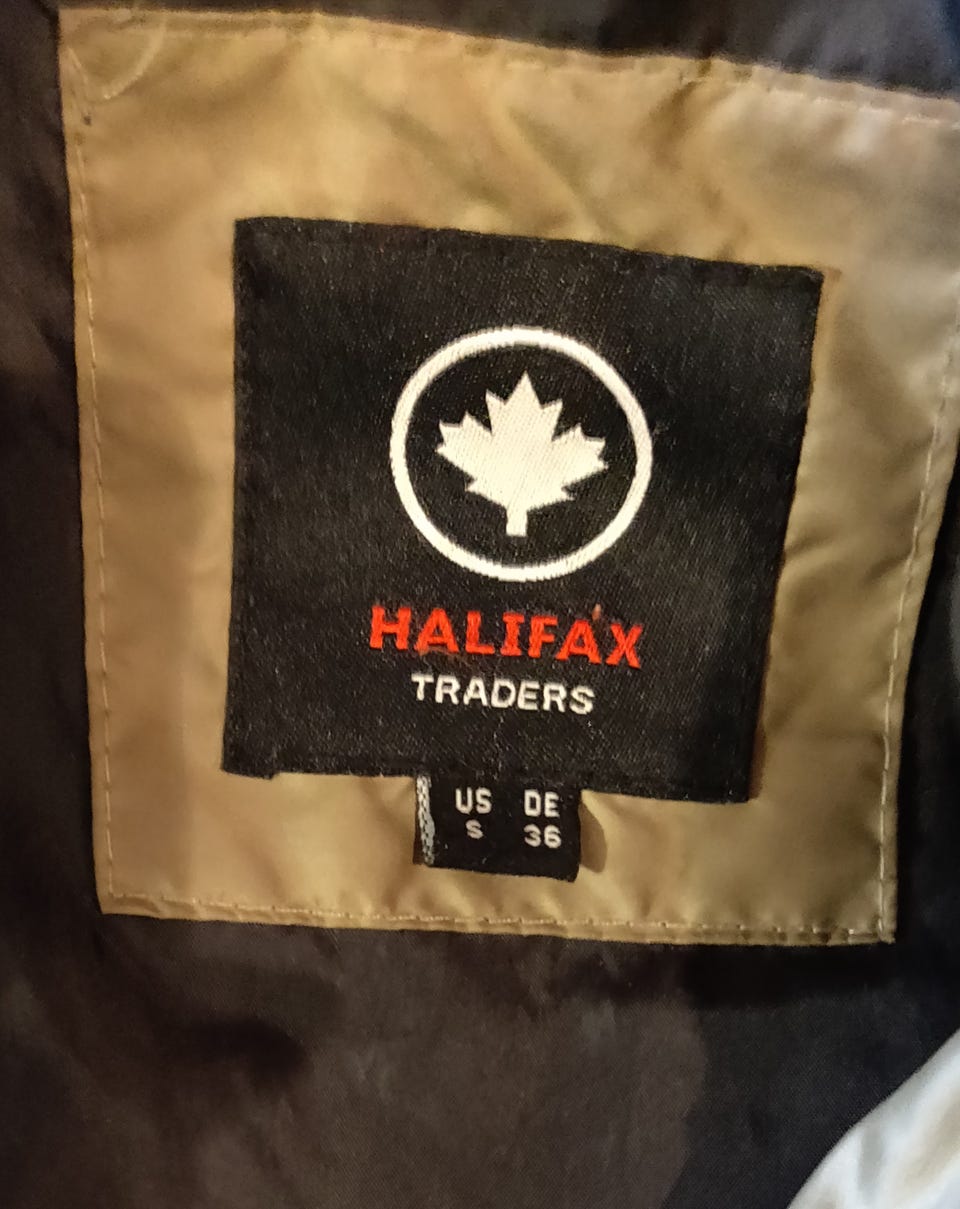 HALIFAX
TRADERS
US DE
S 36